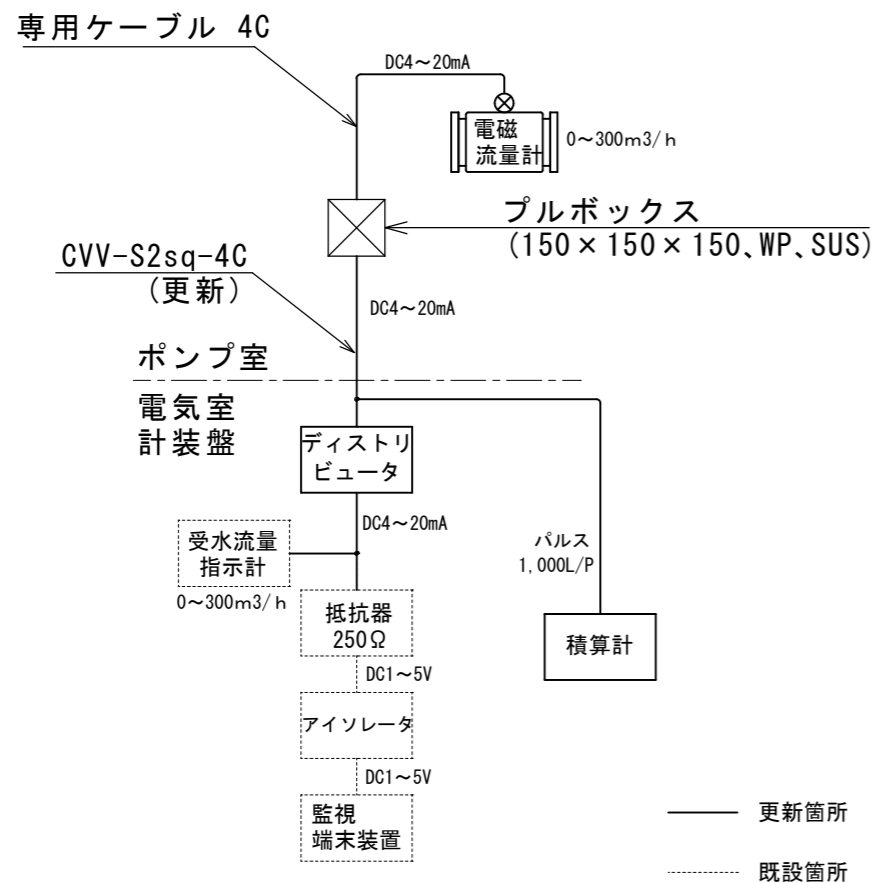 専用ケーブル 4C
DC4～20mA
電磁
流量計
0～300m3/h
プルボックス
(150×150×150、WP、SUS)
CVV-S2sq-4C
(更新)
DC4～20mA
ポンプ室
電気室
計装盤
ディストリ
ビュータ
DC4～20mA
受水流量
指示計
0～300m3/h
パルス
1,000L/P
抵抗器
250Ω
積算計
DC1～5V
アイソレータ
DC1～5V
監視
端末装置
更新箇所
既設箇所